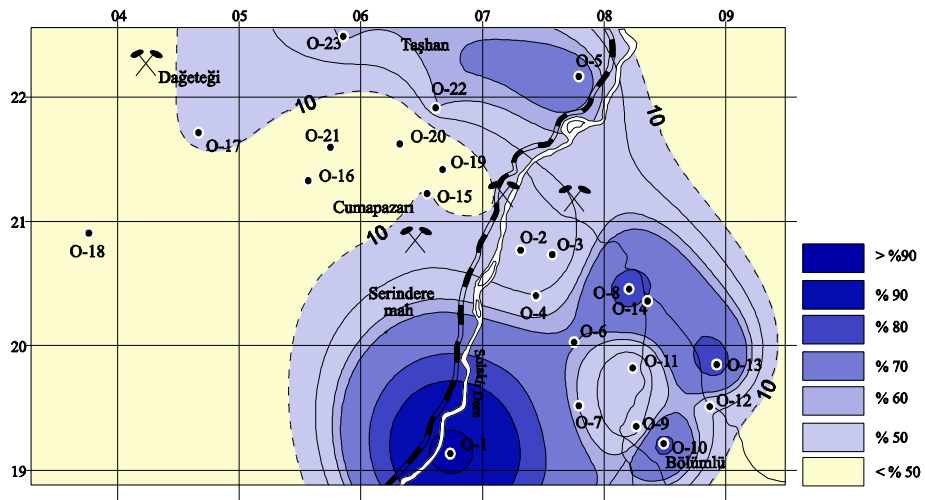 04 05 06 07 08 09
O-23
Taşhan
O-5
Dağeteği
22
10
O-22
10
O-17
O-21
O-20
O-16
O-19
O-15
Cumapazarı
21
10
O-18
O-2
O-3
> %90
Serindere
mah
O-8
O-14
O-4
% 90
O-6
% 80
20
O-11
O-13
% 70
Solaklı Dere
10
O-12
% 60
O-7
O-9
% 50
O-1
O-10
Bölümlü
19
< % 50